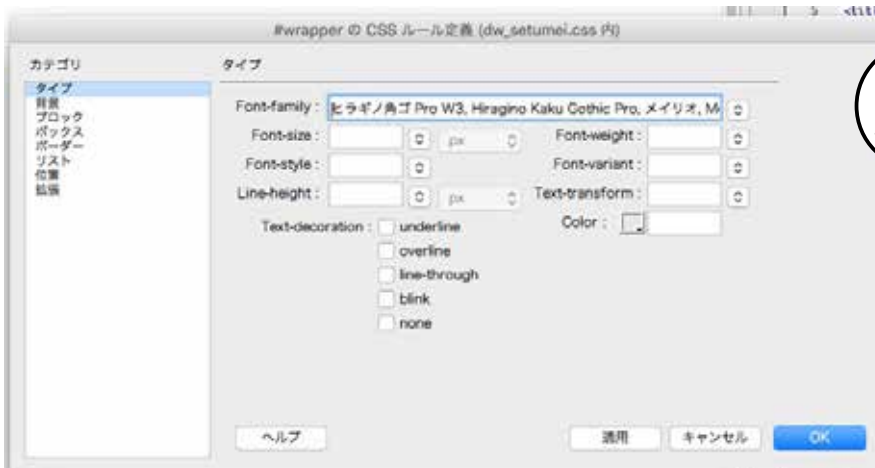 5 <tit
#wrapper の CSS ルール定義 (dw_setumei.css 内)
カテゴリ
タイプ
背景
ブロック
ボックス
ボーダー
リスト
位置
拡張
タイプ
Font-family : ヒラギノ角ゴ Pro W3, Hiragino Kaku Gothic Pro, メイリオ, M
Font-size : px Font-weight :
Font-style : Font-variant :
Line-height : px Text-transform :
Text-decoration : underline Color :
overline
line-through
blink
none
ヘルプ 適用 キャンセル OK